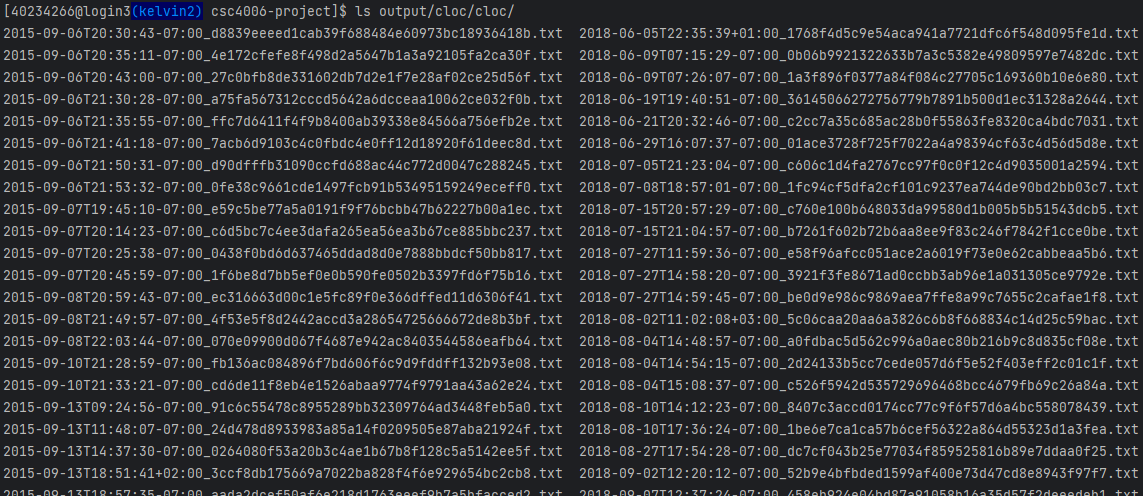 [40234266@login3(kelvin2) csc4006-project]$ ls output/cloc/cloc/
2015-09-06T20:30:43-07:00_d8839eeeed1cab39f688484e60973bc18936418b.txt  2018-06-05T22:35:39+01:00_1768f4d5c9e54aca941a7721dfc6f548d095fe1d.txt
2015-09-06T20:35:11-07:00_4e172cfefe8f498d2a5647b1a3a92105fa2ca30f.txt  2018-06-09T07:15:29-07:00_0b06b9921322633b7a3c5382e49809597e7482dc.txt
2015-09-06T20:43:00-07:00_27c0bfb8de331602db7d2e1f7e28af02ce25d56f.txt  2018-06-09T07:26:07-07:00_1a3f896f0377a84f084c27705c169360b10e6e80.txt
2015-09-06T21:30:28-07:00_a75fa567312cccd5642a6dcceaa10062ce032f0b.txt  2018-06-19T19:40:51-07:00_36145066272756779b7891b500d1ec31328a2644.txt
2015-09-06T21:35:55-07:00_ffc7d6411f4f9b8400ab39338e84566a756efb2e.txt  2018-06-21T20:32:46-07:00_c2cc7a35c685ac28b0f55863fe8320ca4bdc7031.txt
2015-09-06T21:41:18-07:00_7acb6d9103c4c0fbdc4e0ff12d18920f61deec8d.txt  2018-06-29T16:07:37-07:00_01ace3728f725f7022a4a98394cf63c4d56d5d8e.txt
2015-09-06T21:50:31-07:00_d90dfffb31090ccfd688ac44c772d0047c288245.txt  2018-07-05T21:23:04-07:00_c606c1d4fa2767cc97f0c0f12c4d9035001a2594.txt
2015-09-06T21:53:32-07:00_0fe38c9661cde1497fcb91b53495159249eceff0.txt  2018-07-08T18:57:01-07:00_1fc94cf5dfa2cf101c9237ea744de90bd2bb03c7.txt
2015-09-07T19:45:10-07:00_e59c5be77a5a0191f9f76bcbb47b62227b00a1ec.txt  2018-07-15T20:57:29-07:00_c760e100b648033da99580d1b005b5b51543dcb5.txt
2015-09-07T20:14:23-07:00_c6d5bc7c4ee3dafa265ea56ea3b67ce885bbc237.txt  2018-07-15T21:04:57-07:00_b7261f602b72b6aa8ee9f83c246f7842f1cce0be.txt
2015-09-07T20:25:38-07:00_0438f0bd6d637465ddad8d0e7888bbdcf50bb817.txt  2018-07-27T11:59:36-07:00_e58f96afcc051ace2a6019f73e0e62cabbeaa5b6.txt
2015-09-07T20:45:59-07:00_1f6be8d7bb5ef0e0b590fe0502b3397fd6f75b16.txt  2018-07-27T14:58:20-07:00_3921f3fe8671ad0ccbb3ab96e1a031305ce9792e.txt
2015-09-08T20:59:43-07:00_ec316663d00c1e5fc89f0e366dffed11d6306f41.txt  2018-07-27T14:59:45-07:00_be0d9e986c9869aea7ffe8a99c7655c2cafae1f8.txt
2015-09-08T21:49:57-07:00_4f53e5f8d2442accd3a28654725666672de8b3bf.txt  2018-08-02T11:02:08+03:00_5c06caa20aa6a3826c6b8f668834c14d25c59bac.txt
2015-09-08T22:03:44-07:00_070e09900d067f4687e942ac8403544586eafb64.txt  2018-08-04T14:48:57-07:00_a0fdbac5d562c996a0aec80b216b9c8d835cf08e.txt
2015-09-10T21:28:59-07:00_fb136ac084896f7bd606f6c9d9fddff132b93e08.txt  2018-08-04T14:54:15-07:00_2d24133b5cc7cede057d6f5e52f403eff2c01c1f.txt
2015-09-10T21:33:21-07:00_cd6de11f8eb4e1526abaa9774f9791aa43a62e24.txt  2018-08-04T15:08:37-07:00_c526f5942d535729696468bcc4679fb69c26a84a.txt
2015-09-13T09:24:56-07:00_91c6c55478c8955289bb32309764ad3448feb5a0.txt  2018-08-10T14:12:23-07:00_8407c3accd0174cc77c9f6f57d6a4bc558078439.txt
2015-09-13T11:48:07-07:00_24d478d8933983a85a14f0209505e87aba21924f.txt  2018-08-10T17:36:24-07:00_1be6e7ca1ca57b6cef56322a864d55323d1a3fea.txt
2015-09-13T14:37:30-07:00_0264080f53a20b3c4ae1b67b8f128c5a5142ee5f.txt  2018-08-27T17:54:28-07:00_dc7cf043b25e77034f859525816b89e7ddaa0f25.txt
2015-09-13T18:51:41+02:00_3ccf8db175669a7022ba828f4f6e929654bc2cb8.txt  2018-09-02T12:20:12-07:00_52b9e4bfbded1599af400e73d47cd8e8943f97f7.txt